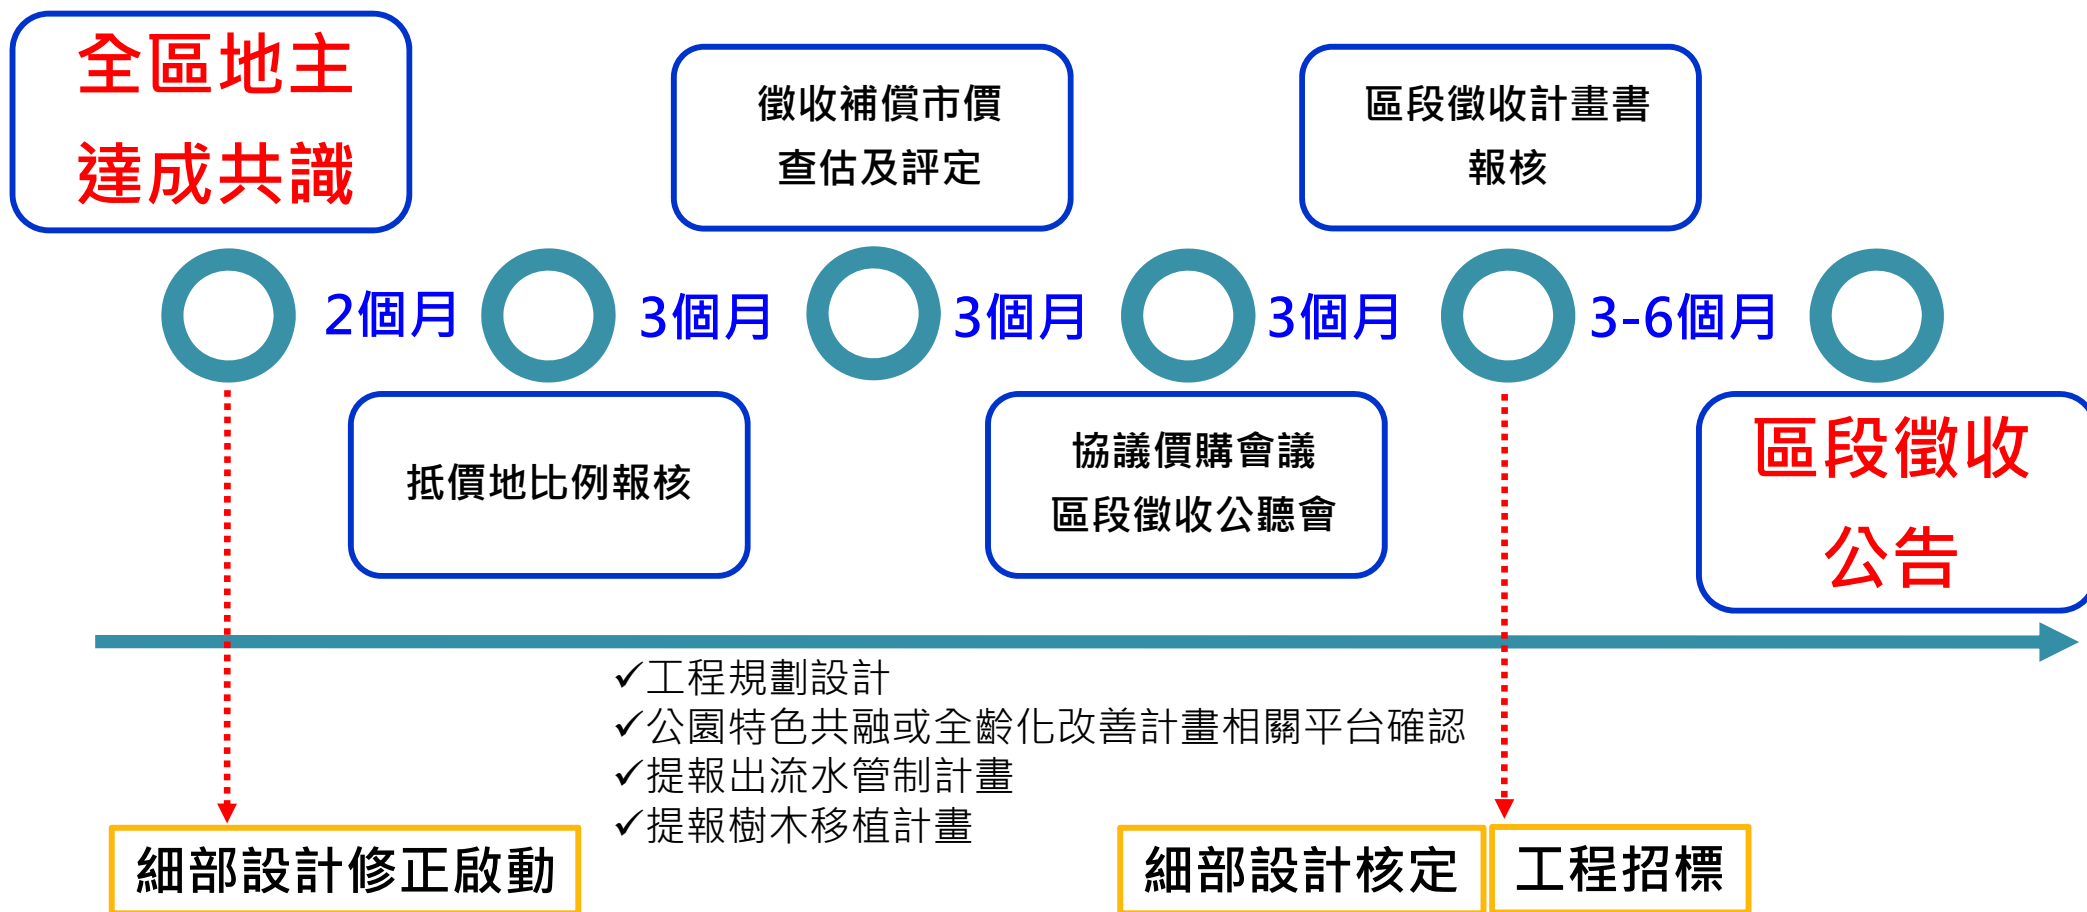 全區地主
達成共識
徵收補償市價
查估及評定
區段徵收計畫書
報核
2個月
3個月
3個月
3個月
3-6個月
抵價地比例報核
協議價購會議
區段徵收公聽會
區段徵收
公告
✓工程規劃設計
✓公園特色共融或全齡化改善計畫相關平台確認
✓提報出流水管制計畫
✓提報樹木移植計畫
細部設計修正啟動
細部設計核定
工程招標